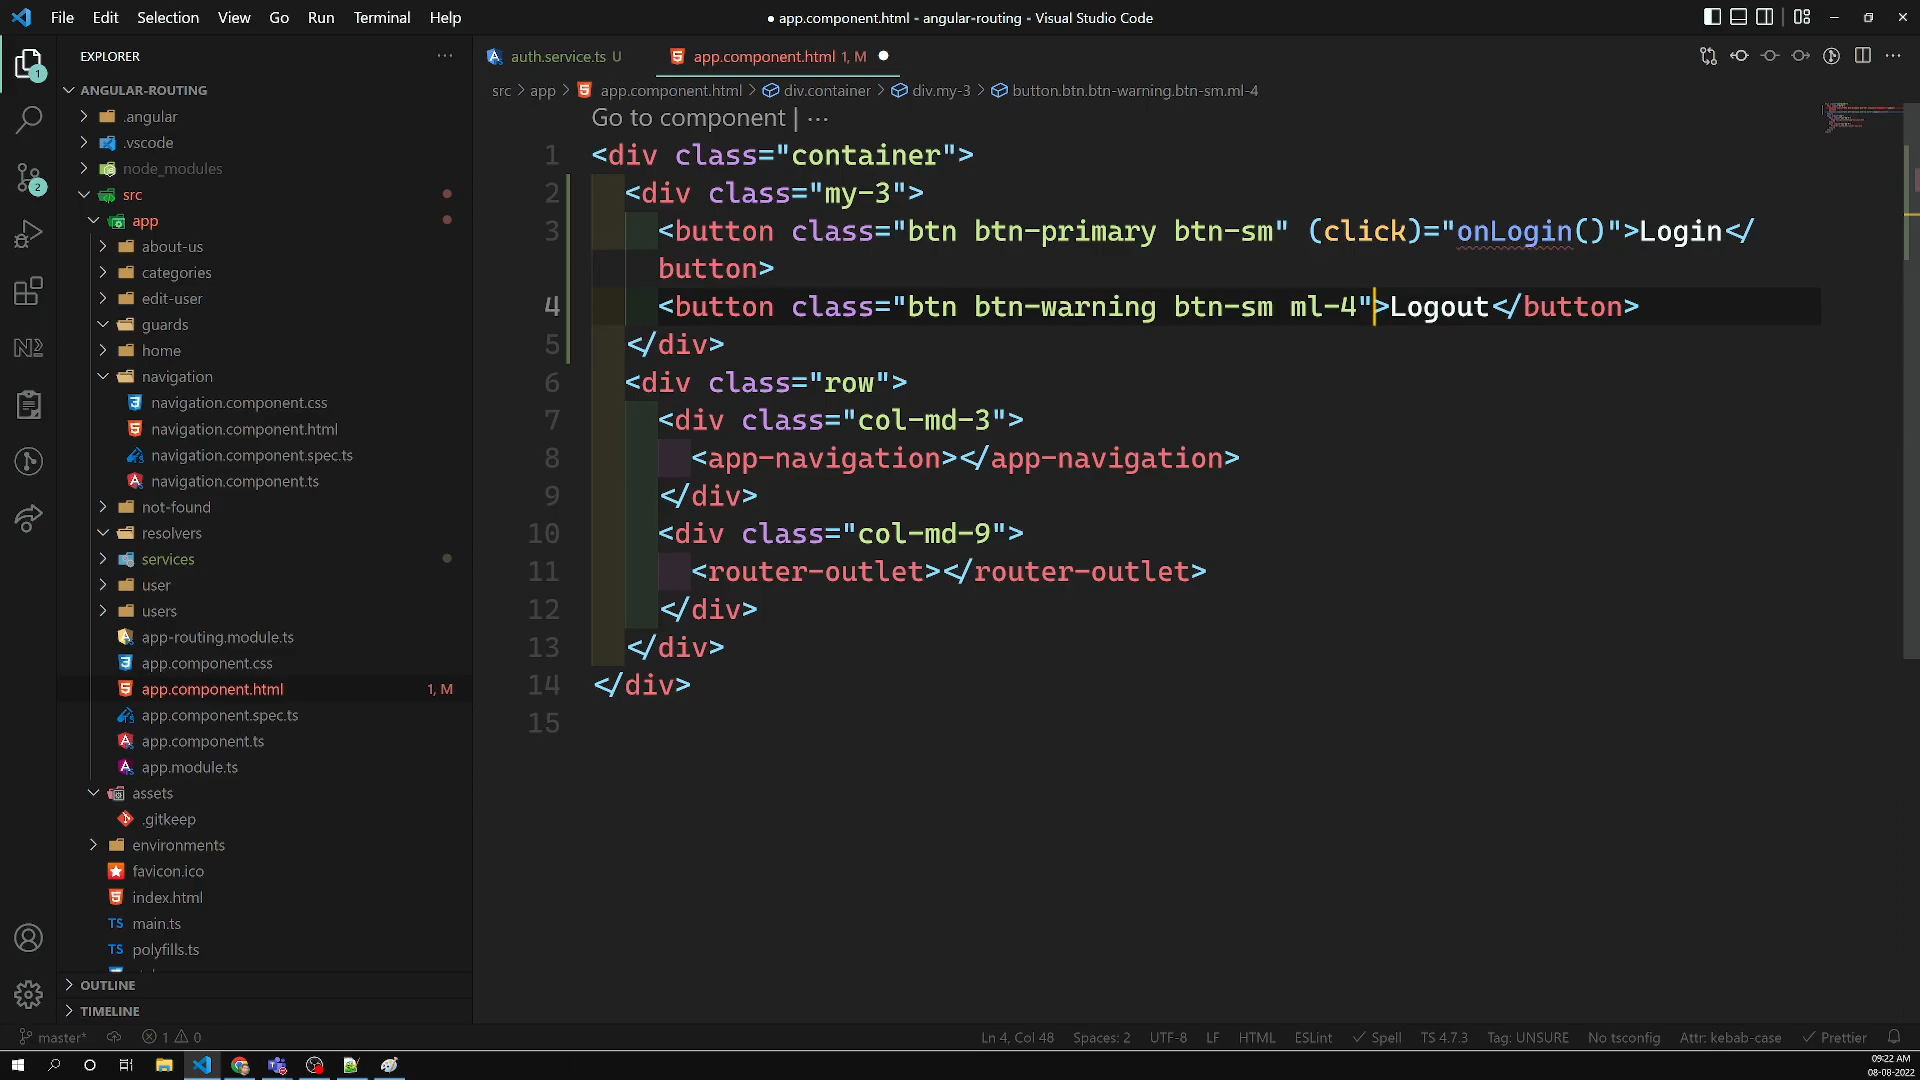 File Edit Selection View Go Run Terminal Help
● app.component.html - angular-routing - Visual Studio Code
EXPLORER
ANGULAR-ROUTING
.angular
.vscode
node_modules
src
app
about-us
categories
edit-user
guards
home
navigation
navigation.component.css
navigation.component.html
navigation.component.spec.ts
navigation.component.ts
not-found
resolvers
services
user
users
app-routing.module.ts
app.component.css
app.component.html 1, M
app.component.spec.ts
app.component.ts
app.module.ts
assets
.gitkeep
environments
favicon.ico
index.html
main.ts
polyfills.ts
OUTLINE
TIMELINE
auth.service.ts U
app.component.html 1, M
src > app > app.component.html > div.container > div.my-3 > button.btn.btn-warning.btn-sm.ml-4
Go to component | ...
1 <div class="container">
2 <div class="my-3">
3 <button class="btn btn-primary btn-sm" (click)="onLogin()">Login</
button>
4 <button class="btn btn-warning btn-sm ml-4">Logout</button>
5 </div>
6 <div class="row">
7 <div class="col-md-3">
8 <app-navigation></app-navigation>
9 </div>
10 <div class="col-md-9">
11 <router-outlet></router-outlet>
12 </div>
13 </div>
14 </div>
15
master* 1 0 Ln 4, Col 48 Spaces: 2 UTF-8 LF HTML ESLint Spell TS 4.7.3 Tag: UNSURE No tsconfig Attr: kebab-case Prettier
09:22 AM
08-08-2022